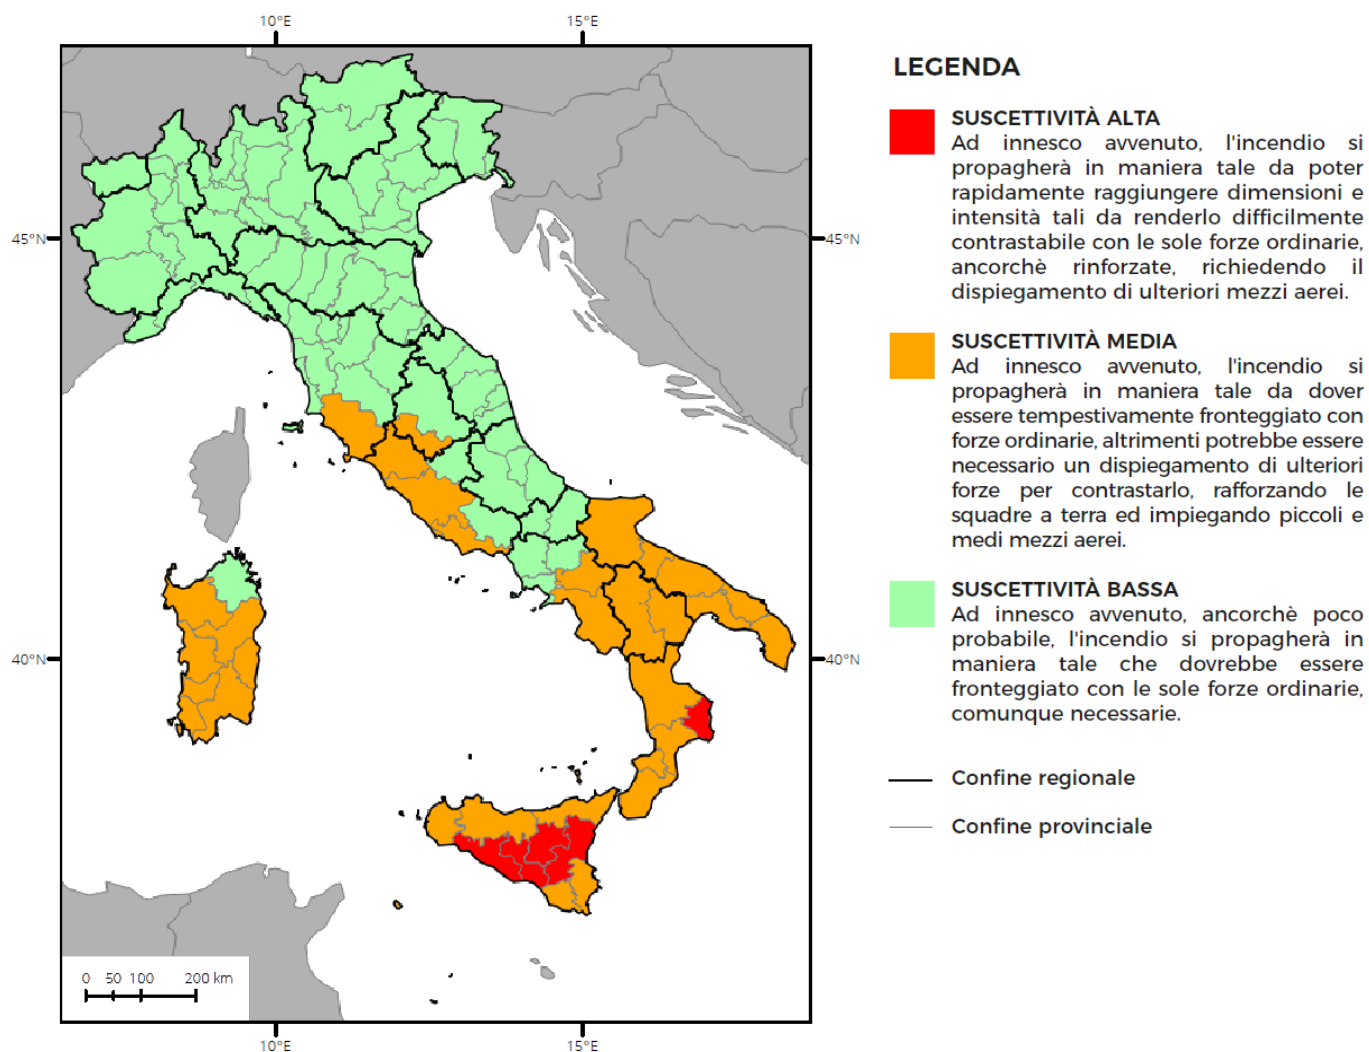 10°E 15°E
LEGENDA
SUSCETTIVITÀ ALTA
Ad innesco avvenuto, l'incendio si
propagherà in maniera tale da poter
rapidamente raggiungere dimensioni e
intensità tali da renderlo difficilmente
contrastabile con le sole forze ordinarie,
ancorchè rinforzate, richiedendo il
dispiegamento di ulteriori mezzi aerei.
45°N 45°N
SUSCETTIVITÀ MEDIA
Ad innesco avvenuto, l'incendio si
propagherà in maniera tale da dover
essere tempestivamente fronteggiato con
forze ordinarie, altrimenti potrebbe essere
necessario un dispiegamento di ulteriori
forze per contrastarlo, rafforzando le
squadre a terra ed impiegando piccoli e
medi mezzi aerei.
SUSCETTIVITÀ BASSA
Ad innesco avvenuto, ancorchè poco
probabile, l'incendio si propagherà in
maniera tale che dovrebbe essere
fronteggiato con le sole forze ordinarie,
comunque necessarie.
40°N 40°N
Confine regionale
Confine provinciale
0 50 100 200 km
10°E 15°E